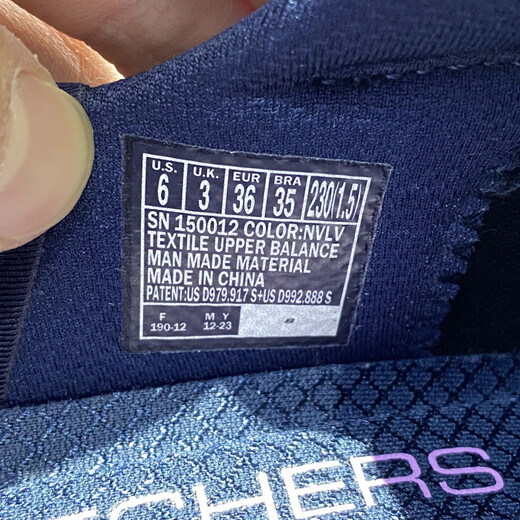 U.S. U.K. EUR BRA
6 3 36 35 230(1.5)
SN 150012 COLOR:NVLV
TEXTILE UPPER BALANCE
MAN MADE MATERIAL
MADE IN CHINA
PATENT:US D979.917 S+US D992.888 S
F M Y
190-12 12-23
ECHERS